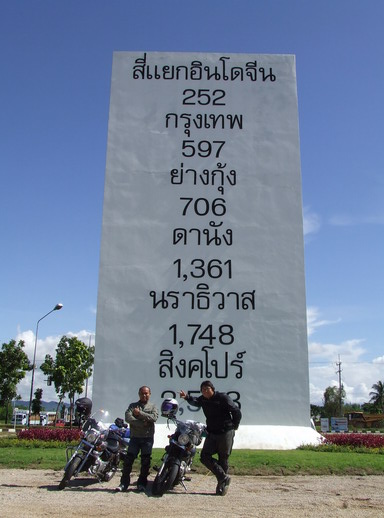 สี่แยกอินโดจีน
252
กรุงเทพ
597
ย่างกุ้ง
706
ดานัง
1,361
นราธิวาส
1,748
สิงคโปร์